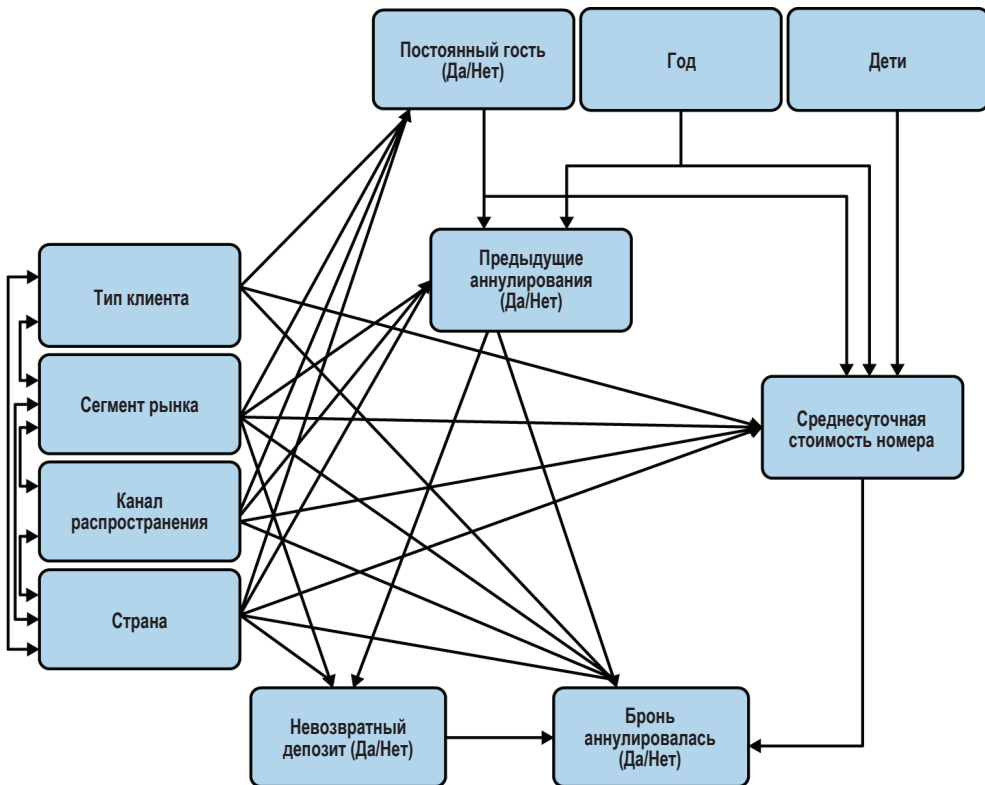 Постоянный гость
(Да/Нет)
Год
Дети
Предыдущие
аннулирования
(Да/Нет)
Тип клиента
Сегмент рынка
Канал
распространения
Страна
Среднесуточная
стоимость номера
Невозвратный
депозит (Да/Нет)
Бронь
аннулировалась
(Да/Нет)